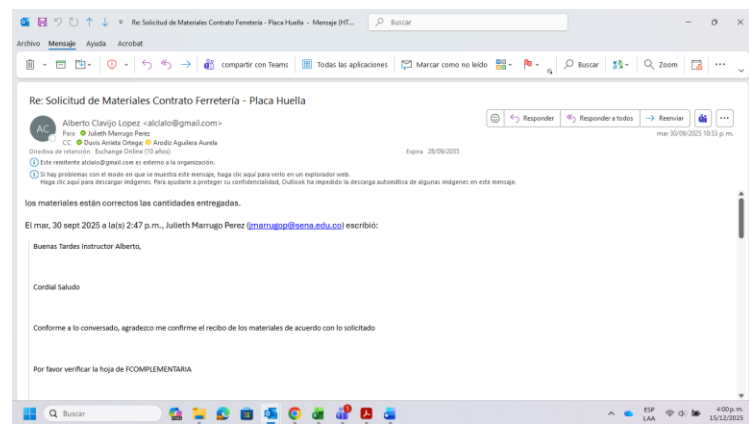 Re: Solicitud de Materiales Contrato Ferretería - Placa Huella - Mensaje (HT...
Buscar
Archivo Mensaje Ayuda Acrobat
compartir con Teams Todas las aplicaciones Marcar como no leído Buscar Zoom
Re: Solicitud de Materiales Contrato Ferretería - Placa Huella
AC
Alberto Clavijo Lopez <alclalo@gmail.com>
Para Julieth Marrugo Perez
CC Duvis Arrieta Ortega; Arodiz Aguilera Aurela
Responder Responder a todos Reenviar
mar 30/09/2025 10:53 p. m.
Directiva de retención Exchange Online (10 años) Expira 28/09/2035
Este remitente alclalo@gmail.com es externo a la organización.
Si hay problemas con el modo en que se muestra este mensaje, haga clic aquí para verlo en un explorador web.
Haga clic aquí para descargar imágenes. Para ayudarle a proteger su confidencialidad, Outlook ha impedido la descarga automática de algunas imágenes en este mensaje.
los materiales están correctos las cantidades entregadas.
El mar, 30 sept 2025 a la(s) 2:47 p.m., Julieth Marrugo Perez (jmarrugop@sena.edu.co) escribió:
Buenas Tardes Instructor Alberto,
Cordial Saludo
Conforme a lo conversado, agradezco me confirme el recibo de los materiales de acuerdo con lo solicitado
Por favor verificar la hoja de FCOMPLEMENTARIA
Buscar
ESP
LAA
4:00 p. m.
15/12/2025